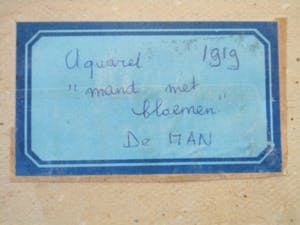 Aquarel 1919
"mand met
bloemen"
De MAN